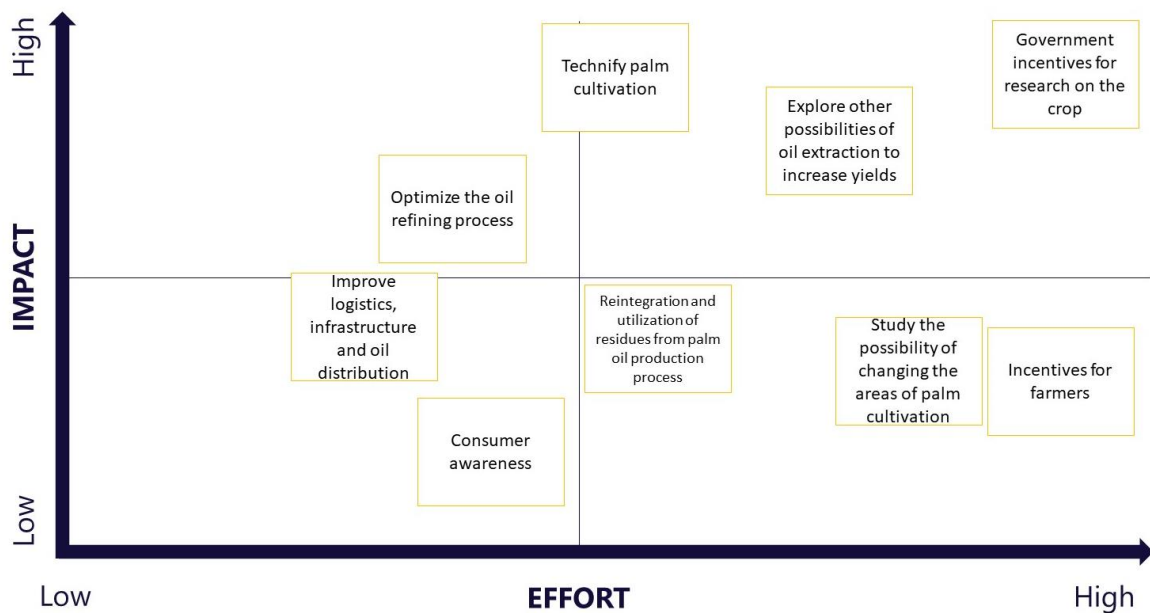 High
Technify palm
cultivation
Government
incentives for
research on the
crop
Explore other
possibilities of
oil extraction to
increase yields
Optimize the oil
refining process
IMPACT
Improve
logistics,
infrastructure
and oil
distribution
Reintegration and
utilization of
residues from palm
oil production
process
Study the
possibility of
changing the
areas of palm
cultivation
Incentives for
farmers
Consumer
awareness
Low
Low
EFFORT
High